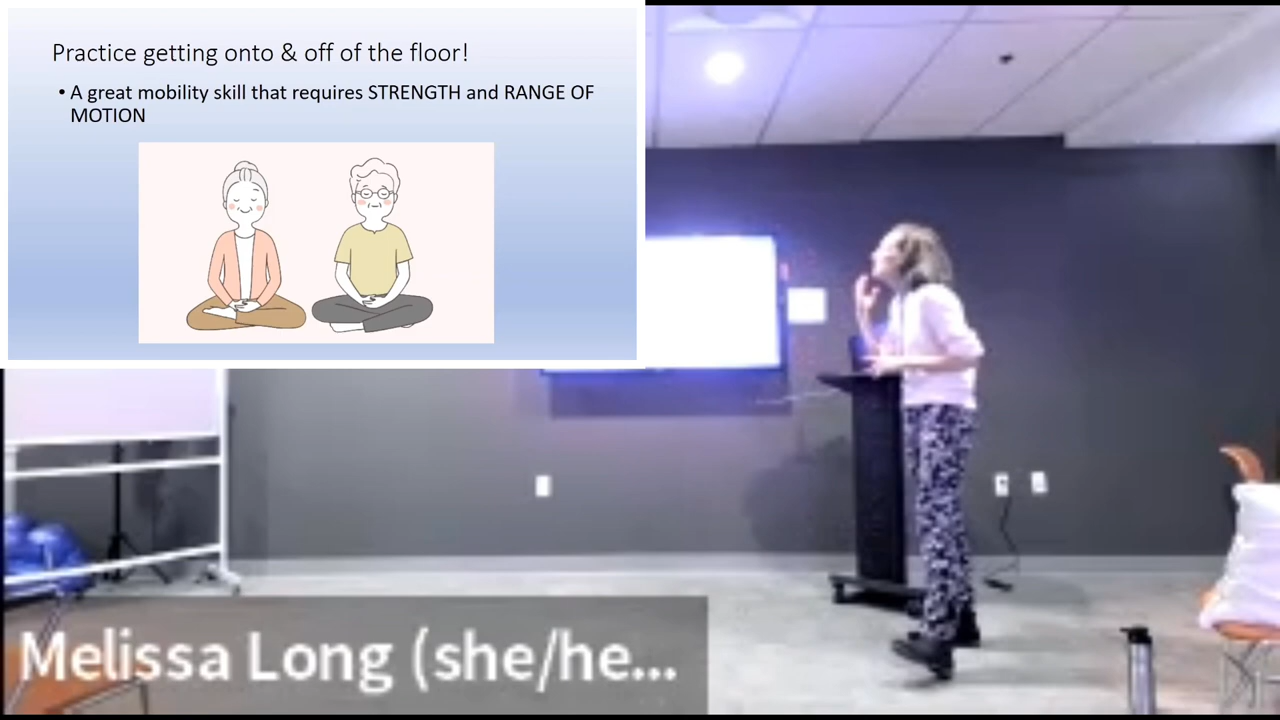 Practice getting onto & off of the floor!
• A great mobility skill that requires STRENGTH and RANGE OF
MOTION
Melissa Long (she/he...